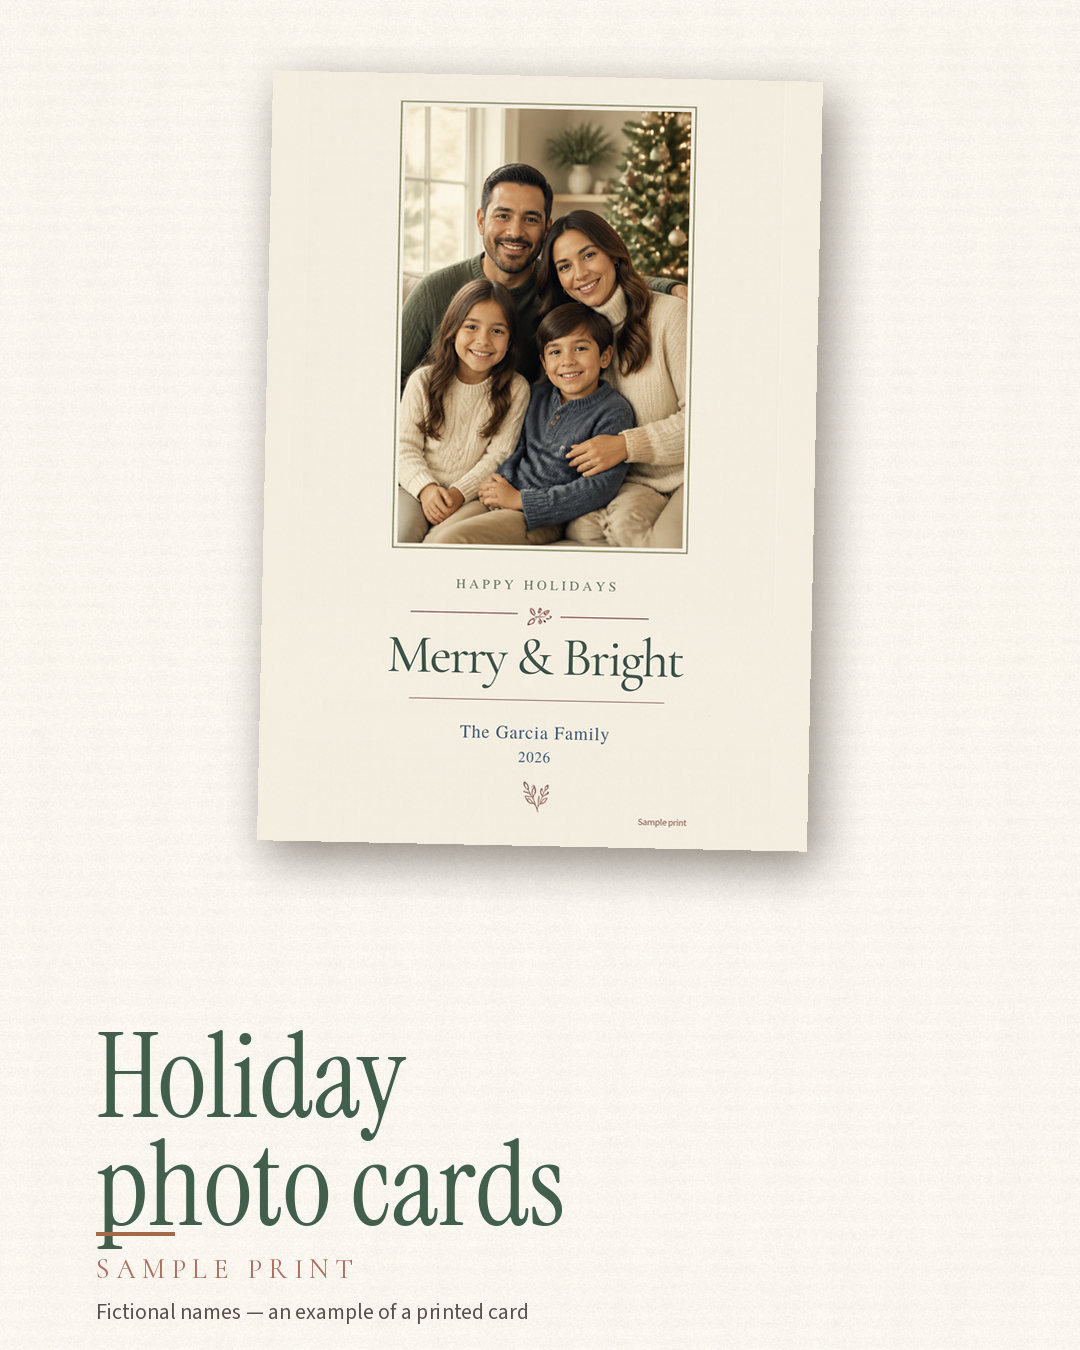 HAPPY HOLIDAYS
Merry & Bright
The Garcia Family
2026
Sample print
Holiday
photo cards
SAMPLE PRINT
Fictional names — an example of a printed card